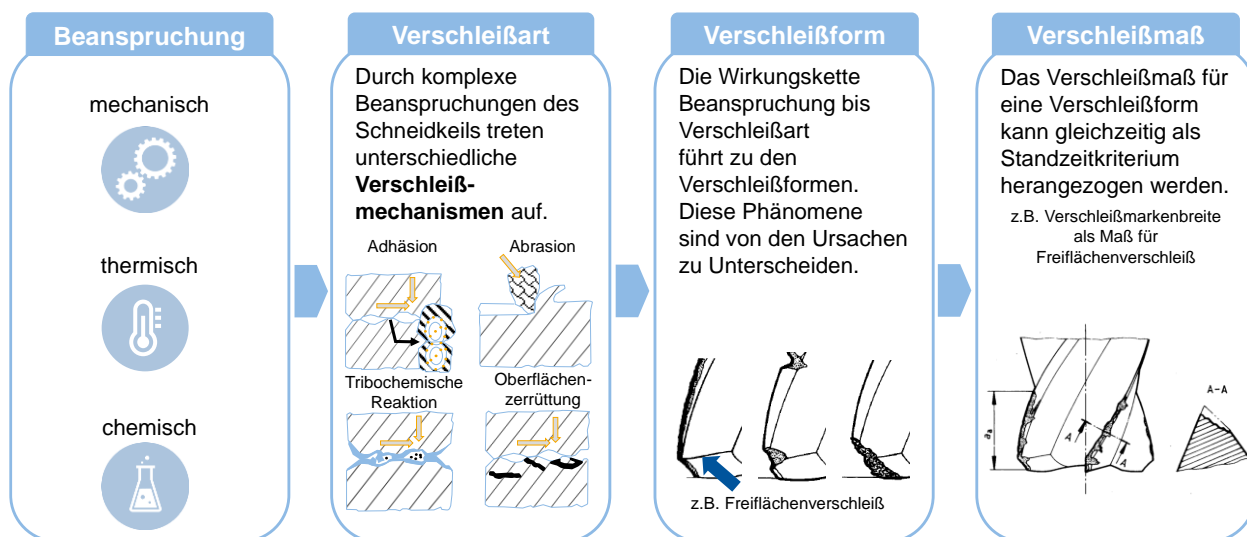 Beanspruchung
mechanisch
thermisch
chemisch
Verschleißart
Durch komplexe
Beanspruchungen des
Schneidkeils treten
unterschiedliche
Verschleiß-
mechanismen auf.
Adhäsion
Abrasion
Tribochemische
Reaktion
Oberflächen-
zerrüttung
Verschleißform
Die Wirkungskette
Beanspruchung bis
Verschleißart
führt zu den
Verschleißformen.
Diese Phänomene
sind von den Ursachen
zu Unterscheiden.
z.B. Freiflächenverschleiß
Verschleißmaß
Das Verschleißmaß für
eine Verschleißform
kann gleichzeitig als
Standzeitkriterium
herangezogen werden.
z.B. Verschleißmarkenbreite
als Maß für
Freiflächenverschleiß
A-A
aa
A
A